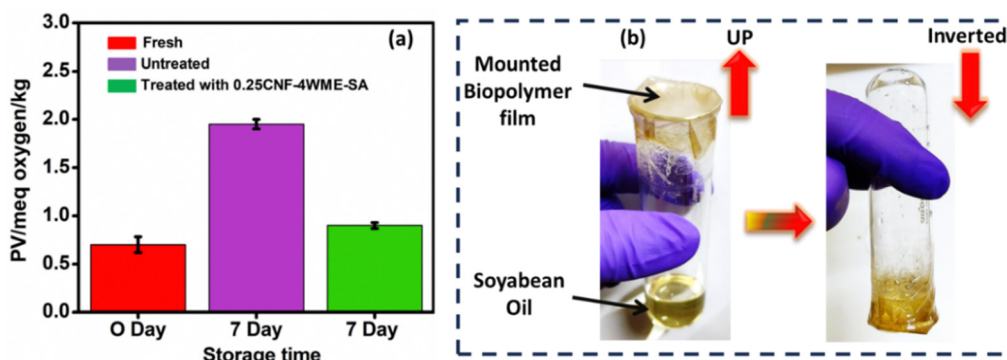 3.0
2.5
2.0
1.5
1.0
0.5
0.0
PV/meq oxygen/kg
(a)
Fresh
Untreated
Treated with 0.25CNF-4WME-SA
O Day
7 Day
7 Day
Storage time
(b)
UP
Inverted
Mounted
Biopolymer
film
Soyabean
Oil